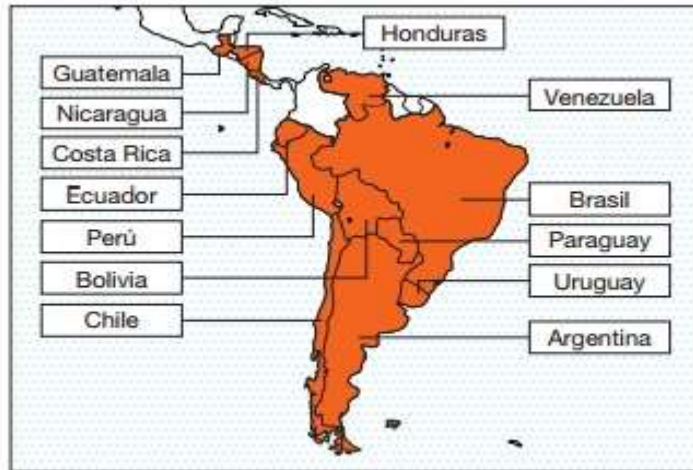 Honduras
Guatemala
Venezuela
Nicaragua
Costa Rica
Ecuador
Brasil
Perú
Paraguay
Bolivia
Uruguay
Chile
Argentina